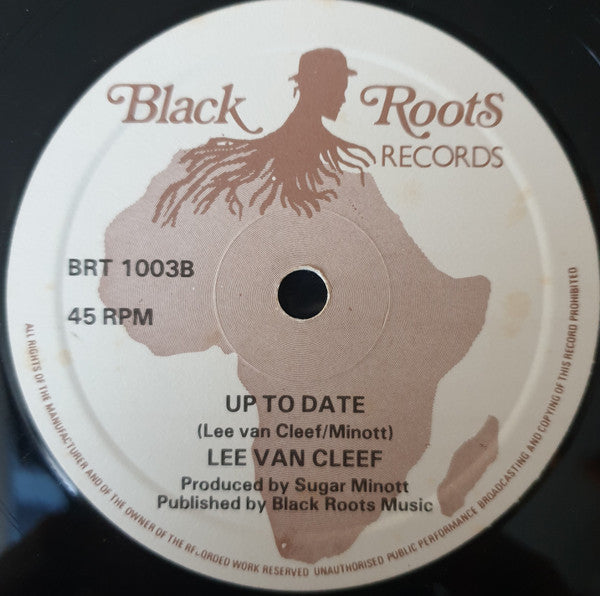 Black Roots
RECORDS
BRT 1003B
45 RPM
UP TO DATE
(Lee van Cleef/Minott)
LEE VAN CLEEF
Produced by Sugar Minott
Published by Black Roots Music
ALL RIGHTS OF THE MANUFACTURER AND OF THE OWNER OF THE RECORDED WORK RESERVED UNAUTHORISED PUBLIC PERFORMANCE BROADCASTING AND COPYING OF THIS RECORD PROHIBITED